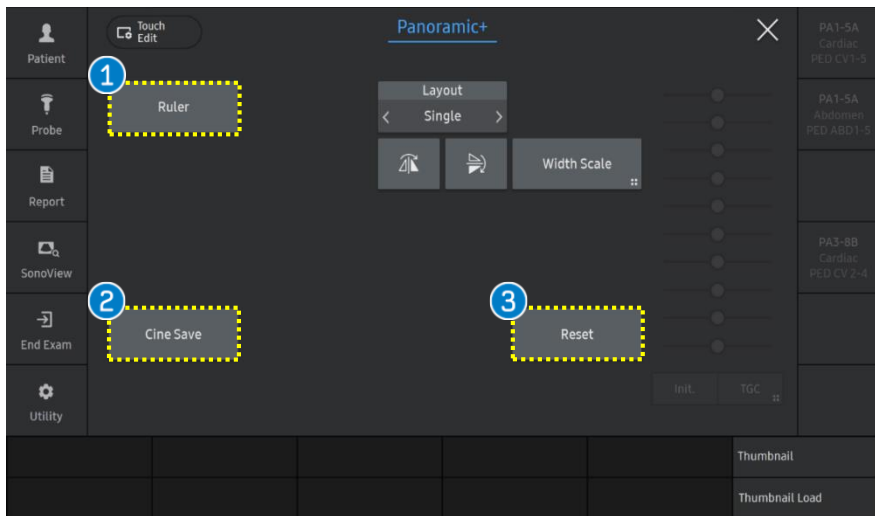 Touch
Edit
Panoramic+
Patient
Probe
Report
SonoView
End Exam
Utility
1
Ruler
Layout
Single
Width Scale
2
Cine Save
3
Reset
Init.
TGC
PA1-5A
Cardiac
PED CV1-5
PA1-5A
Abdomen
PED ABD1-5
PA3-8B
Cardiac
PED CV 2-4
Thumbnail
Thumbnail Load